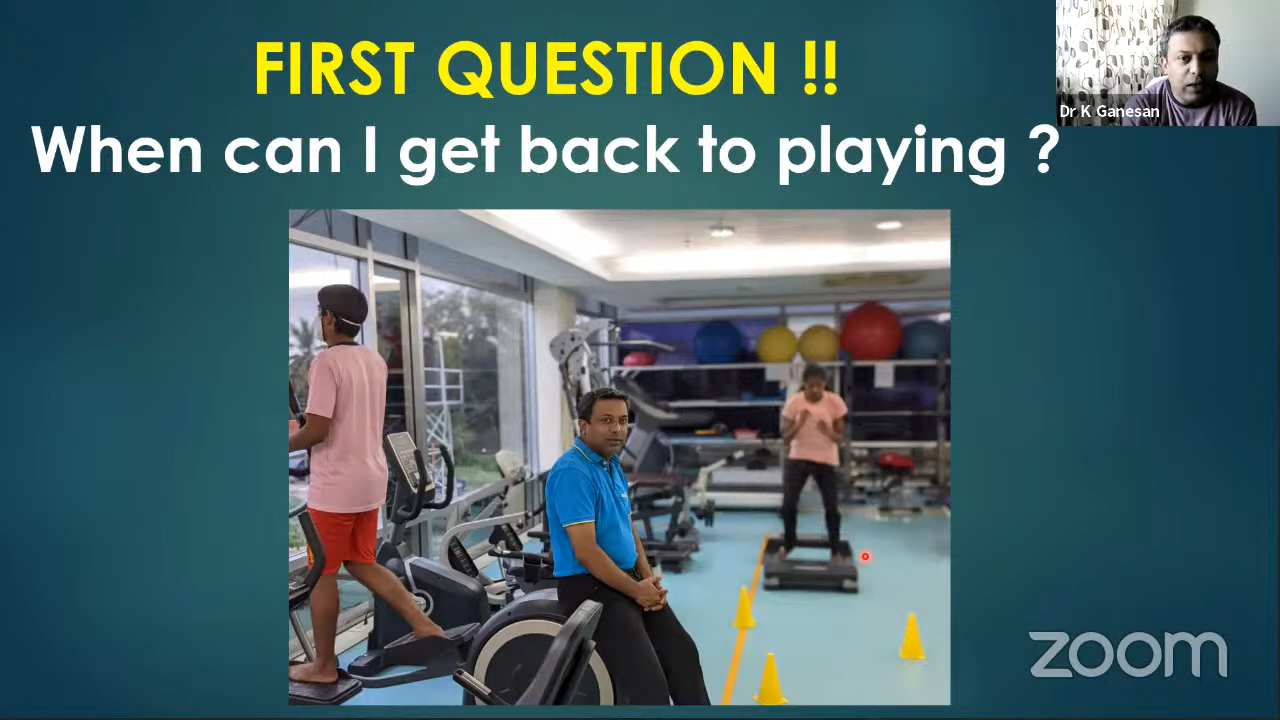 FIRST QUESTION !!
When can I get back to playing ?
Dr K Ganesan
zoom